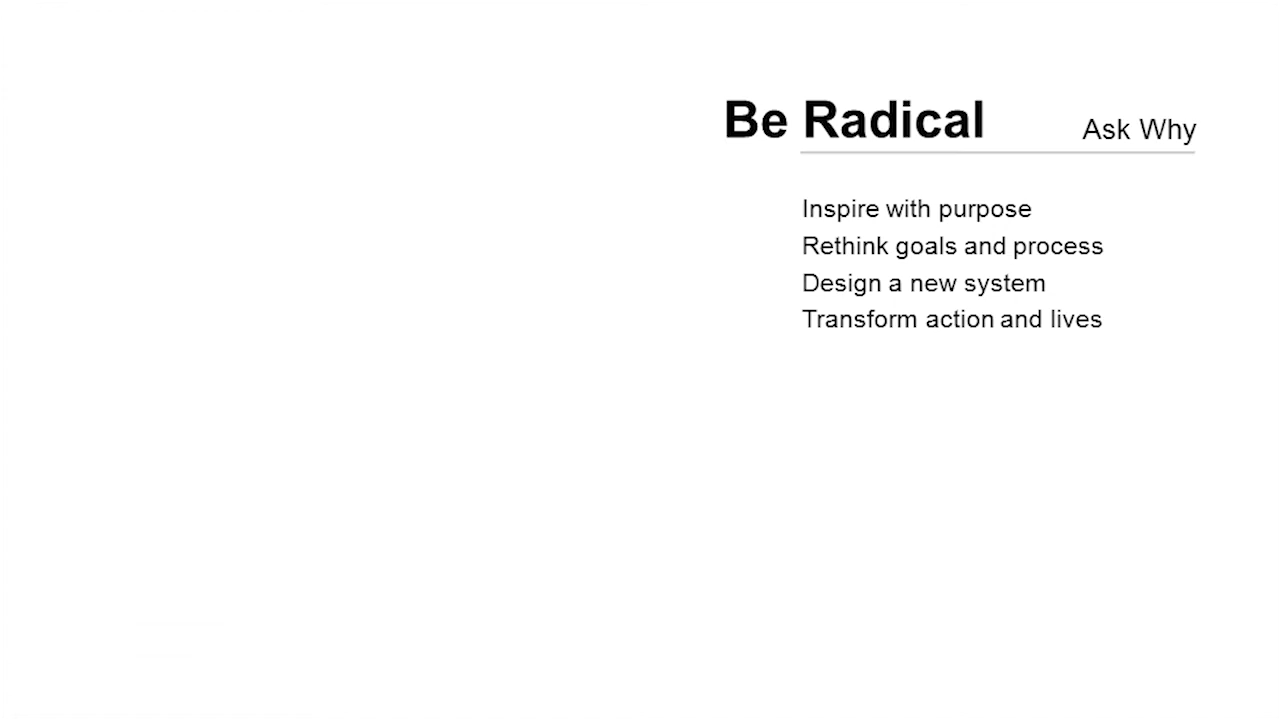 Be Radical Ask Why
Inspire with purpose
Rethink goals and process
Design a new system
Transform action and lives